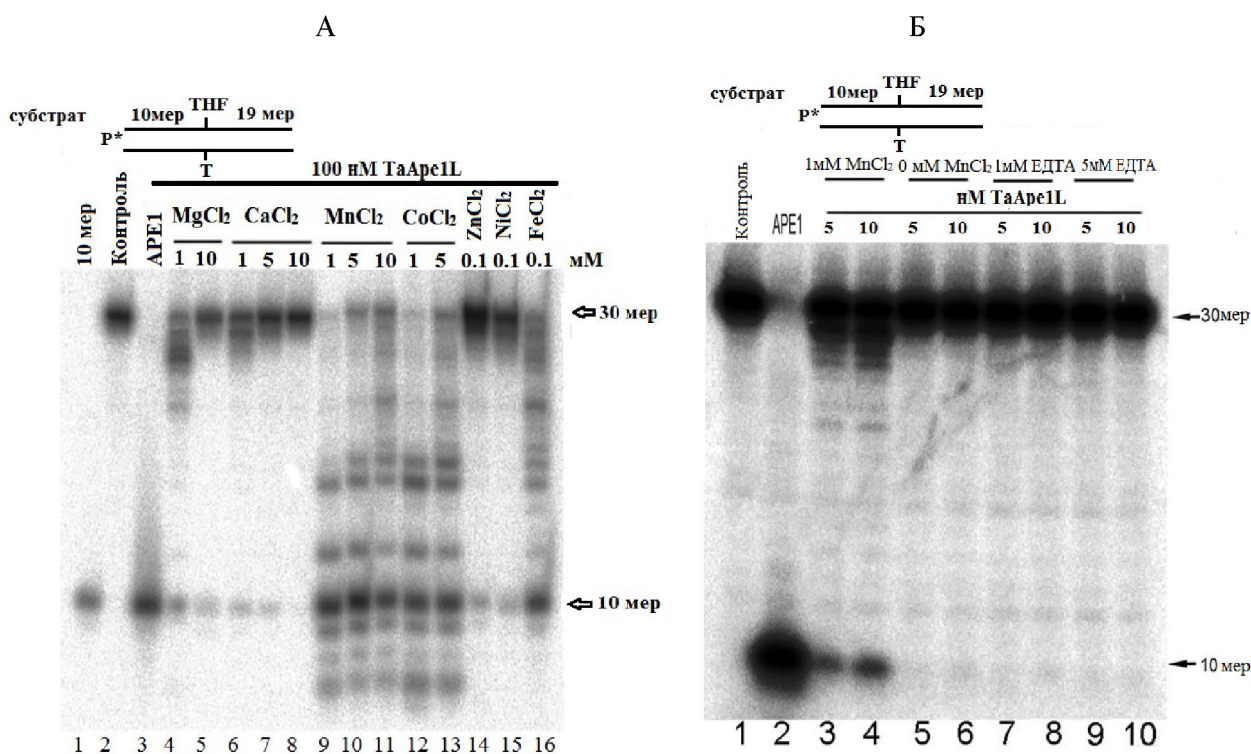 А
субстрат
10мер THF 19 мер
P*
T
100 нМ TaApe1L
10 мер
Контроль
APE1
MgCl2 CaCl2 MnCl2 CoCl2 ZnCl2 NiCl2 FeCl2
1 10 1 5 10 1 5 10 1 5 0.1 0.1 0.1 мМ
30 мер
10 мер
1 2 3 4 5 6 7 8 9 10 11 12 13 14 15 16
Б
субстрат
10мер THF 19 мер
P*
T
1мМ MnCl2 0 мМ MnCl2 1мМ ЕДТА 5мМ ЕДТА
нМ TaApe1L
Контроль
APE1
5 10 5 10 5 10 5 10
30мер
10 мер
1 2 3 4 5 6 7 8 9 10